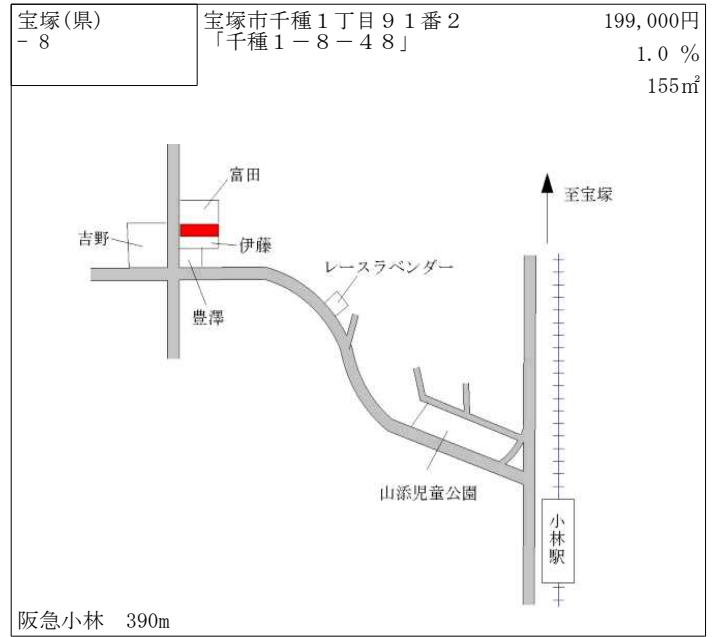 宝塚(県)
－8
宝塚市千種１丁目９１番２
「千種１－８－４８」
199,000円
1.0 %
155㎡
富田
至宝塚
吉野
伊藤
レースラベンダー
豊澤
山添児童公園
小林駅
阪急小林　390m